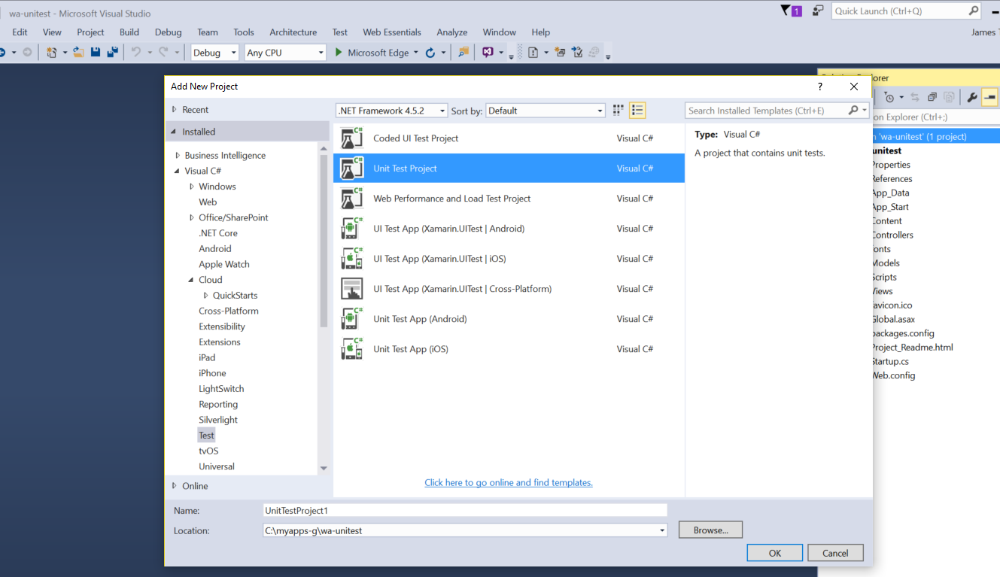 wa-unitest - Microsoft Visual Studio
1
Quick Launch (Ctrl+Q)
Edit View Project Build Debug Team Tools Architecture Test Web Essentials Analyze Window Help
James
Debug Any CPU Microsoft Edge
Add New Project ?
Recent
Installed
Business Intelligence
Visual C#
Windows
Web
Office/SharePoint
.NET Core
Android
Apple Watch
Cloud
QuickStarts
Cross-Platform
Extensibility
Extensions
iPad
iPhone
LightSwitch
Reporting
Silverlight
Test
tvOS
Universal
Online
.NET Framework 4.5.2 Sort by: Default
Coded UI Test Project Visual C#
Unit Test Project Visual C#
Web Performance and Load Test Project Visual C#
UI Test App (Xamarin.UITest | Android) Visual C#
UI Test App (Xamarin.UITest | iOS) Visual C#
UI Test App (Xamarin.UITest | Cross-Platform) Visual C#
Unit Test App (Android) Visual C#
Unit Test App (iOS) Visual C#
Click here to go online and find templates.
Search Installed Templates (Ctrl+E)
Type: Visual C#
A project that contains unit tests.
Name: UnitTestProject1
Location: C:\myapps-g\wa-unitest
Browse...
OK Cancel
orer
on Explorer (Ctrl+;)
n 'wa-unitest' (1 project)
unitest
Properties
References
App_Data
App_Start
Content
Controllers
onts
Models
Scripts
Views
favicon.ico
Global.asax
packages.config
Project_Readme.html
Startup.cs
Web.config